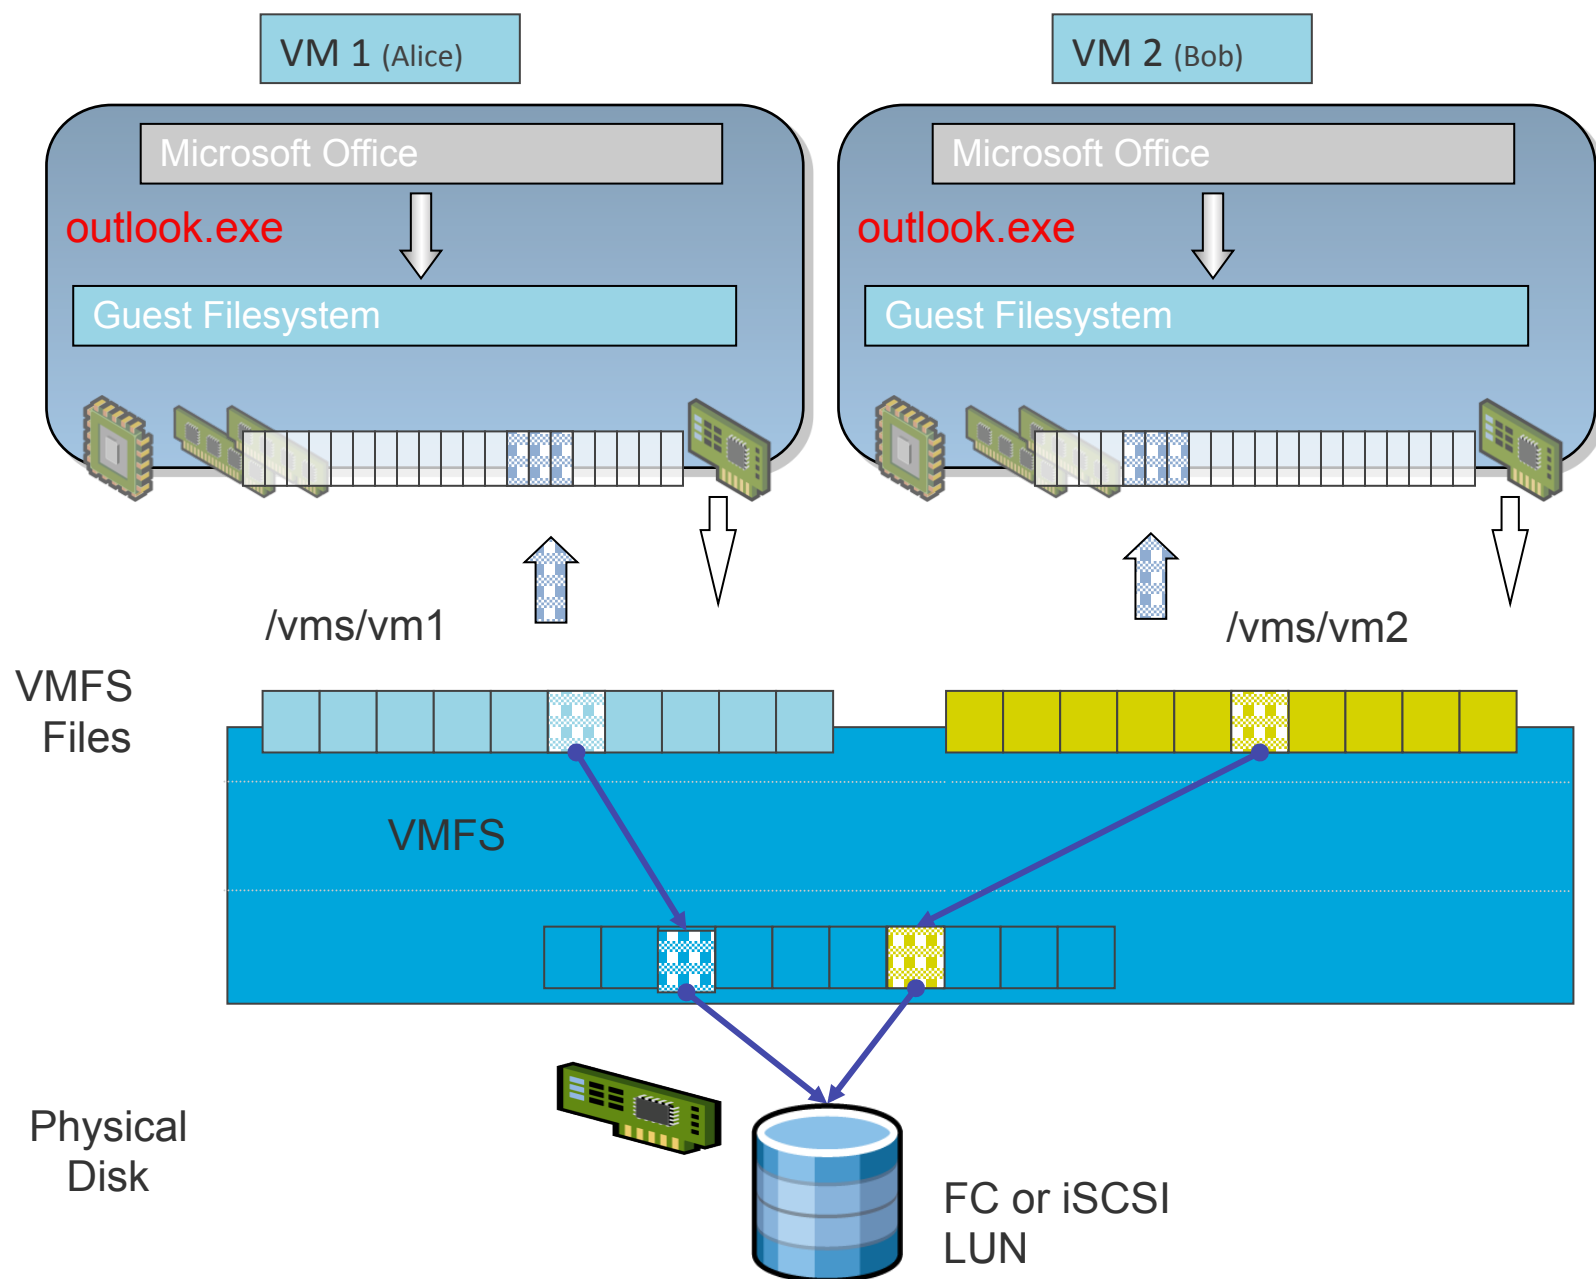 VM 1 (Alice)
VM 2 (Bob)
Microsoft Office
Microsoft Office
outlook.exe
outlook.exe
Guest Filesystem
Guest Filesystem
/vms/vm1
/vms/vm2
VMFS
Files
VMFS
Physical
Disk
FC or iSCSI
LUN